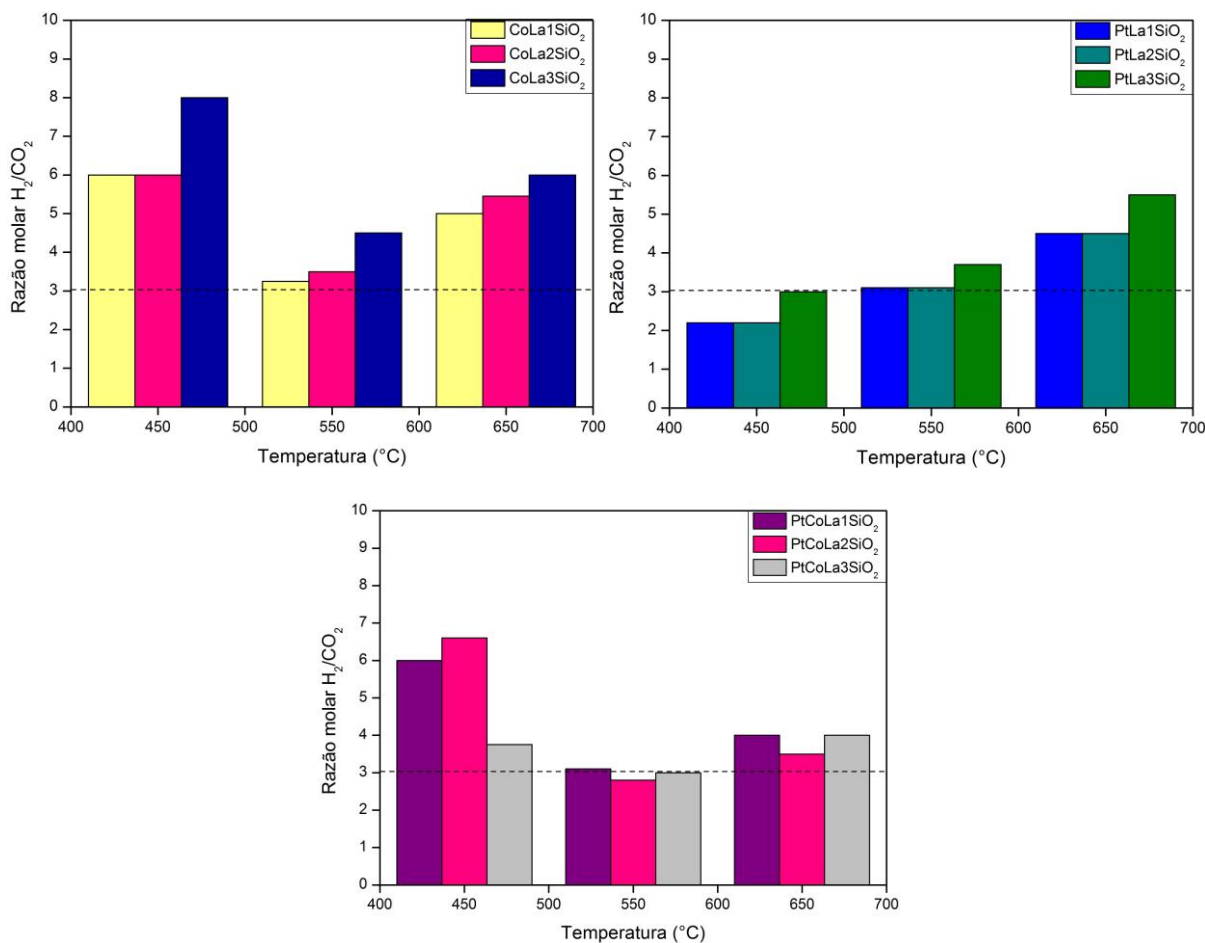 10
9
8
7
6
5
4
3
2
1
0
Razão molar H₂/CO₂
CoLa1SiO₂
CoLa2SiO₂
CoLa3SiO₂
400 450 500 550 600 650 700
Temperatura (°C)
10
9
8
7
6
5
4
3
2
1
0
Razão molar H₂/CO₂
PtLa1SiO₂
PtLa2SiO₂
PtLa3SiO₂
400 450 500 550 600 650 700
Temperatura (°C)
10
9
8
7
6
5
4
3
2
1
0
Razão molar H₂/CO₂
PtCoLa1SiO₂
PtCoLa2SiO₂
PtCoLa3SiO₂
400 450 500 550 600 650 700
Temperatura (°C)